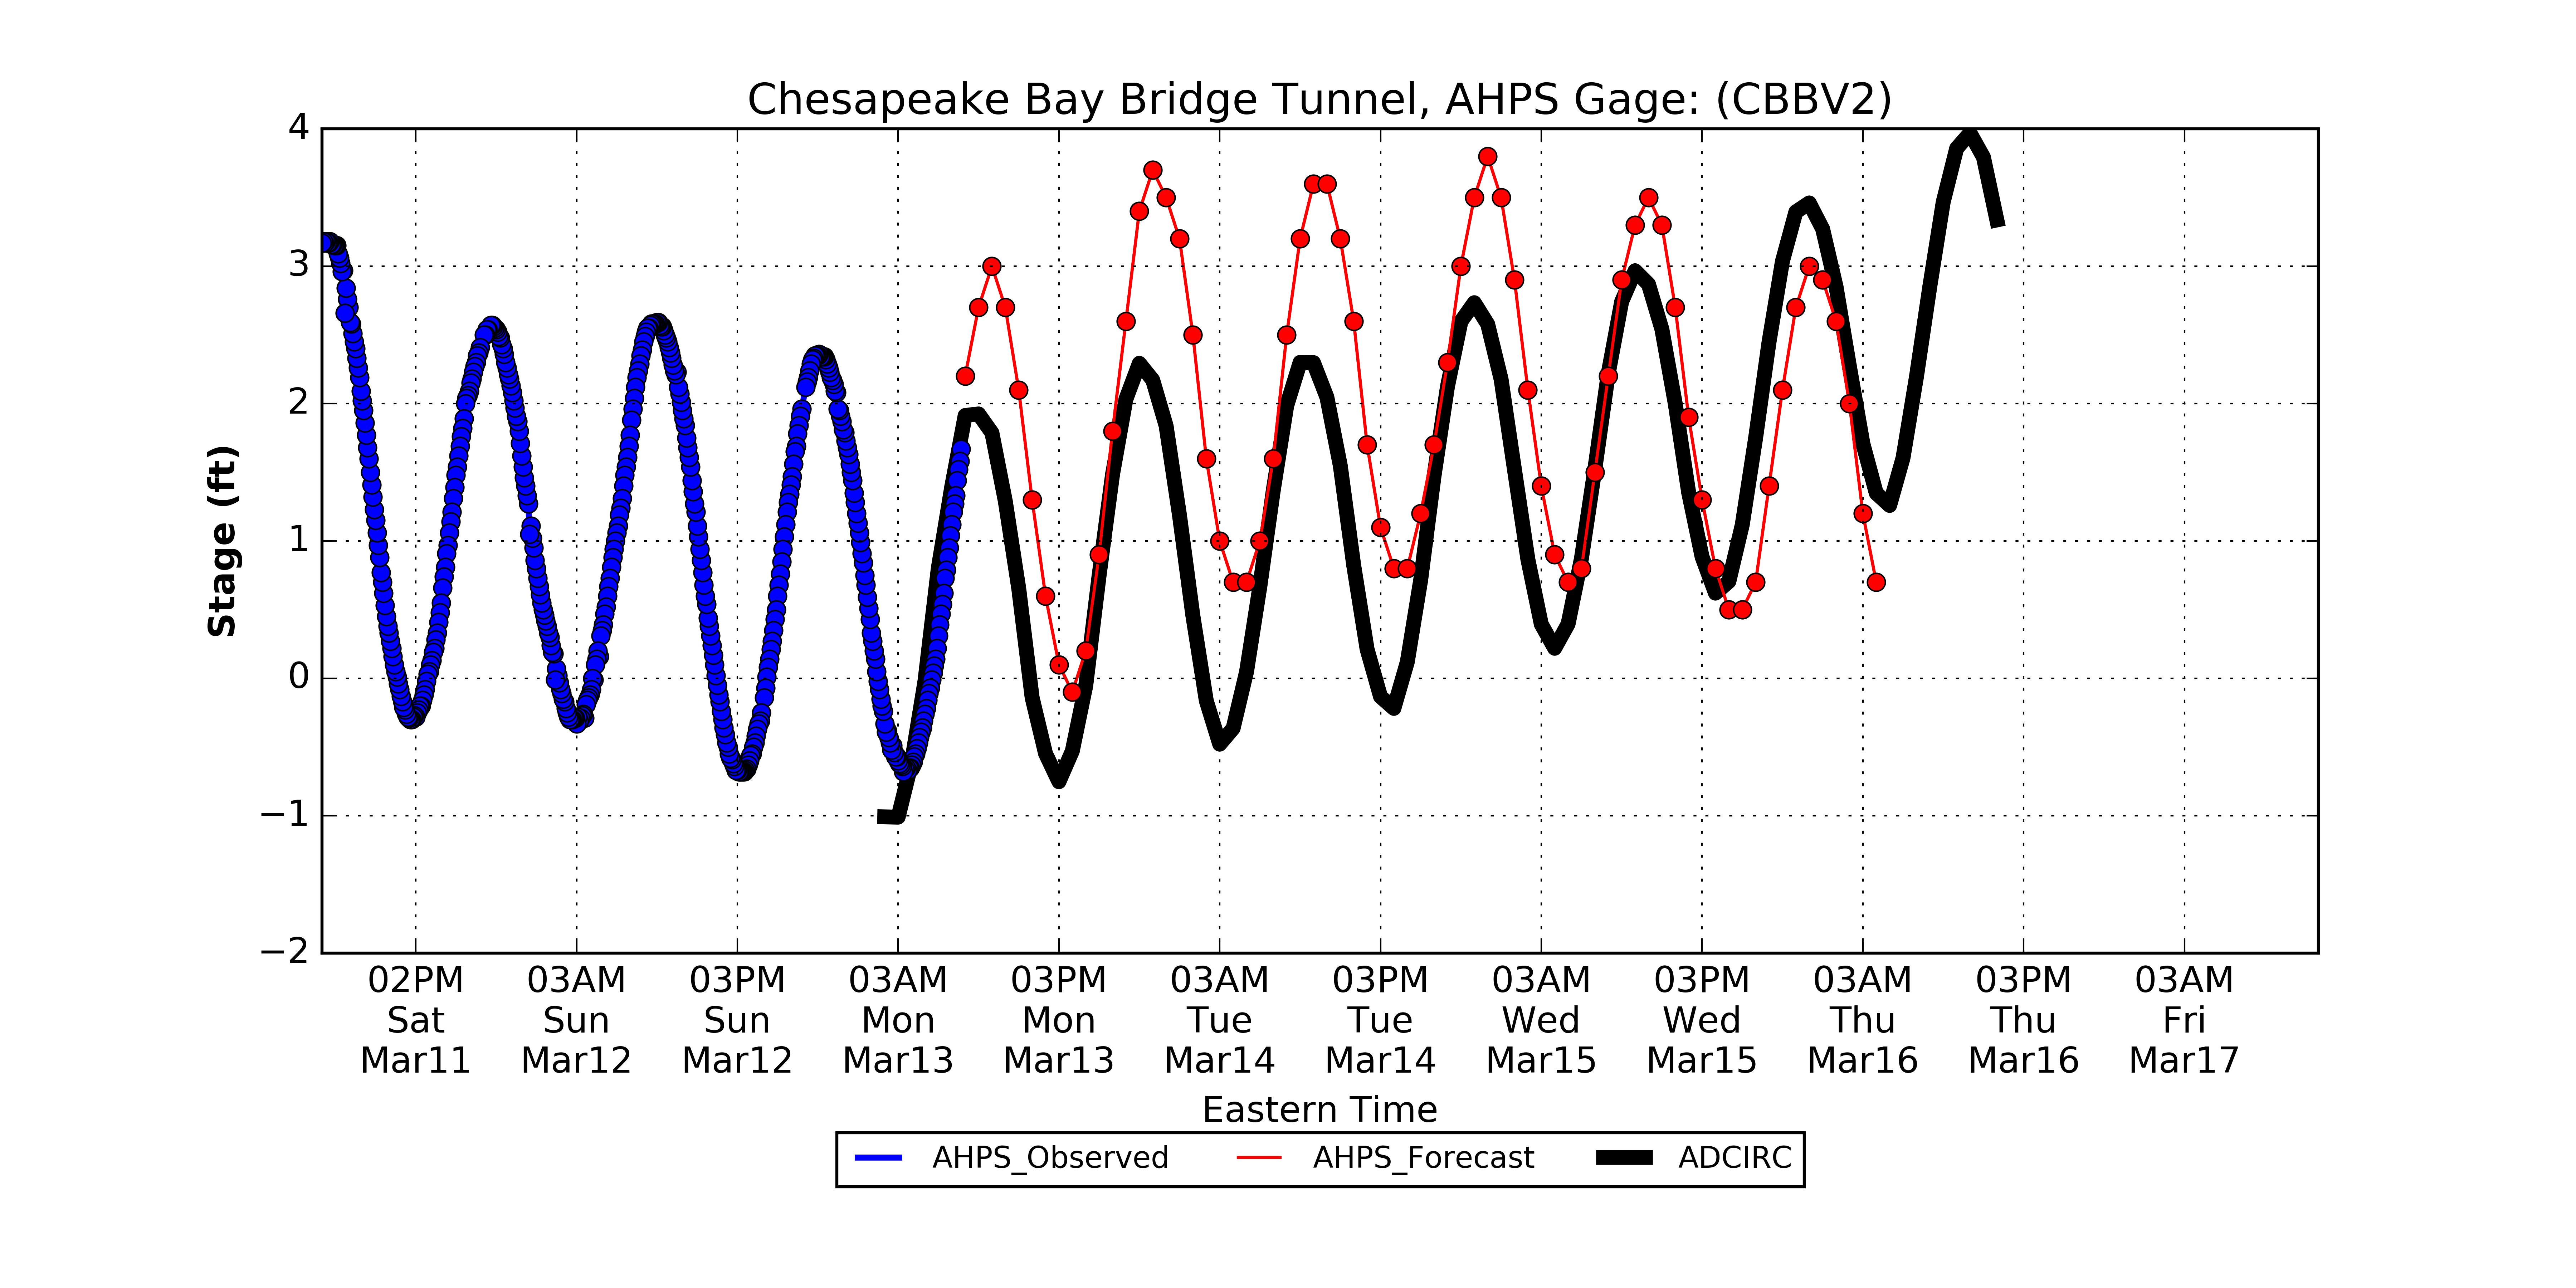 Chesapeake Bay Bridge Tunnel, AHPS Gage: (CBBV2)
4
3
2
1
0
−1
−2
Stage (ft)
02PM 03AM 03PM 03AM 03PM 03AM 03PM 03AM 03PM 03AM 03PM 03AM
Sat Sun Sun Mon Mon Tue Tue Wed Wed Thu Thu Fri
Mar11 Mar12 Mar12 Mar13 Mar13 Mar14 Mar14 Mar15 Mar15 Mar16 Mar16 Mar17
Eastern Time
AHPS_Observed AHPS_Forecast ADCIRC